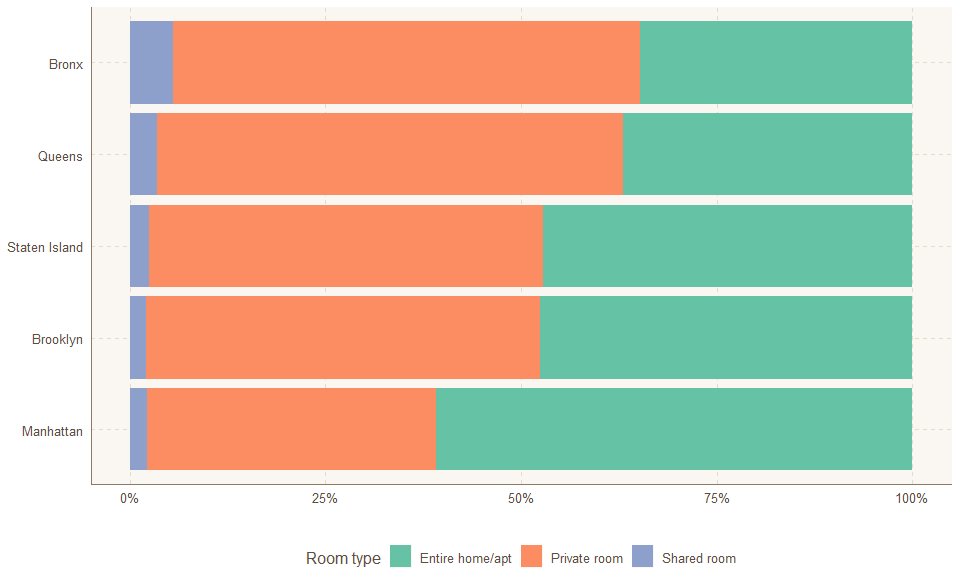 Bronx
Queens
Staten Island
Brooklyn
Manhattan
0% 25% 50% 75% 100%
Room type Entire home/apt Private room Shared room